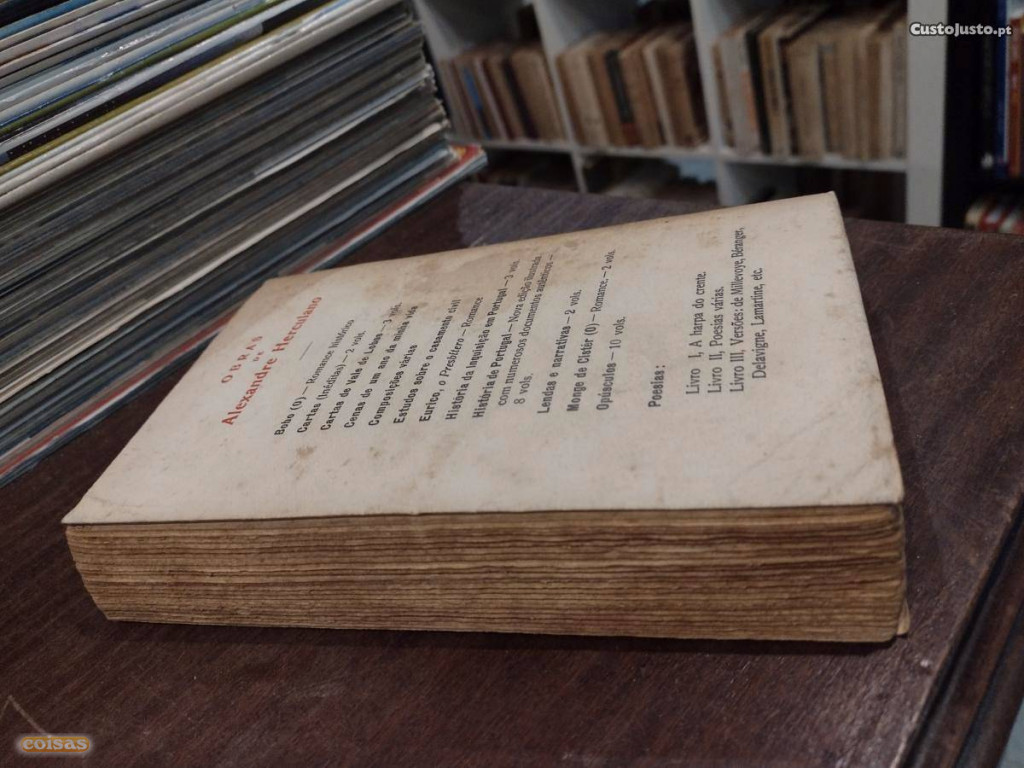 CustoJusto.pt
OBRAS
DE
Alexandre Herculano
Bobo (O) — Romance histórico
Cartas (Inéditas) — 2 vols.
Cartas de Vale de Lobos — 3 vols.
Cenas de um ano da minha vida
Composições várias
Estudos sobre o casamento civil
Eurico, o Presbítero — Romance
História da Inquisição em Portugal — 3 vols.
História de Portugal — Nova edição ilustrada
com numerosos documentos autênticos —
8 vols.
Lendas e narrativas — 2 vols.
Monge de Cistér (O) — Romance — 2 vols.
Opúsculos — 10 vols.
Poesias:
Livro I, A harpa do crente.
Livro II, Poesias várias.
Livro III, Versões: de Millevoye, Béranger,
Delavigne, Lamartine, etc.
coisas